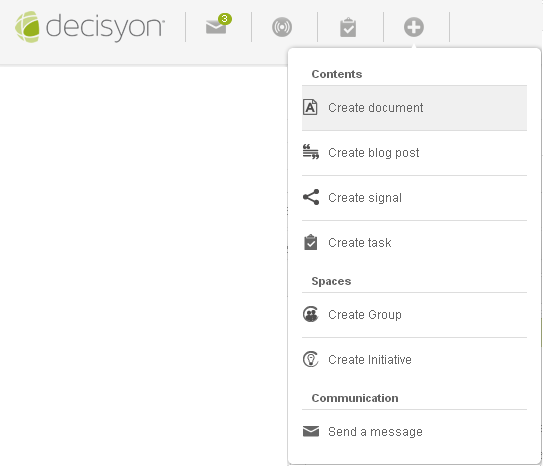 decisyon
3
Contents
Create document
Create blog post
Create signal
Create task
Spaces
Create Group
Create Initiative
Communication
Send a message